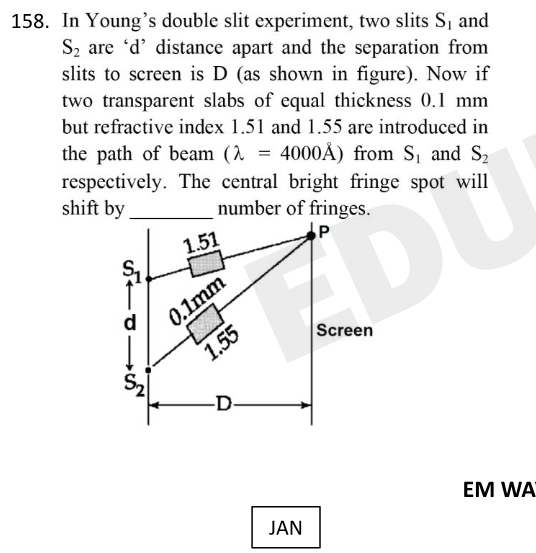 158. In Young's double slit experiment, two slits S₁ and
S₂ are 'd' distance apart and the separation from
slits to screen is D (as shown in figure). Now if
two transparent slabs of equal thickness 0.1 mm
but refractive index 1.51 and 1.55 are introduced in
the path of beam (λ = 4000Å) from S₁ and S₂
respectively. The central bright fringe spot will
shift by ________ number of fringes.
P
1.51
S₁
0.1mm
d
1.55
Screen
S₂
D
EDU
EM WA
JAN